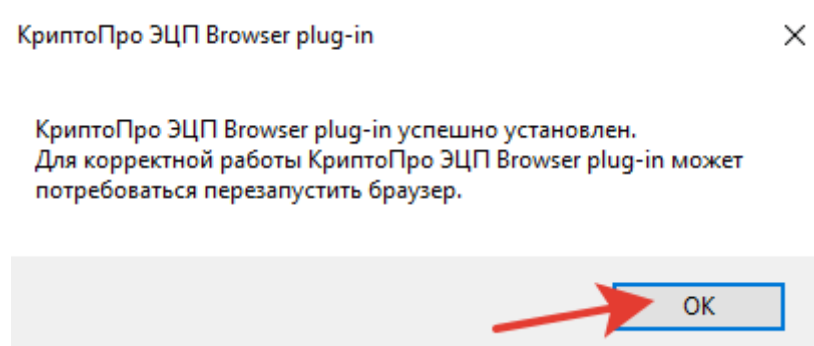 КриптоПро ЭЦП Browser plug-in
КриптоПро ЭЦП Browser plug-in успешно установлен.
Для корректной работы КриптоПро ЭЦП Browser plug-in может
потребоваться перезапустить браузер.
OK